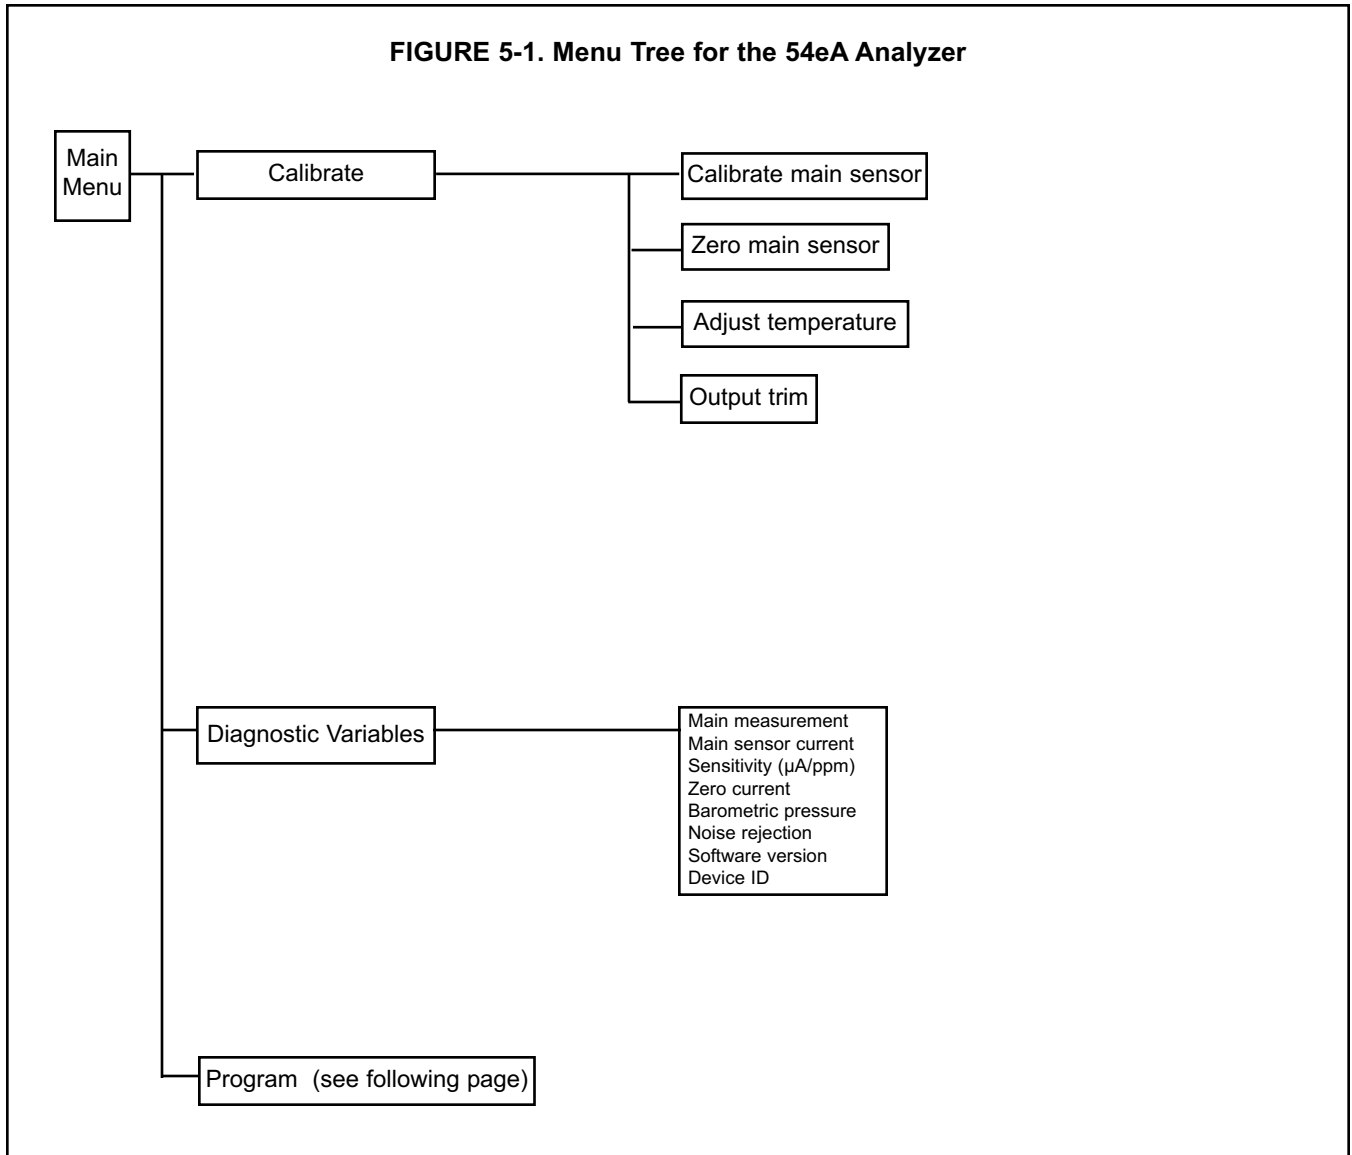 FIGURE 5-1. Menu Tree for the 54eA Analyzer
Main
Menu
Calibrate
Calibrate main sensor
Zero main sensor
Adjust temperature
Output trim
Diagnostic Variables
Main measurement
Main sensor current
Sensitivity (µA/ppm)
Zero current
Barometric pressure
Noise rejection
Software version
Device ID
Program (see following page)